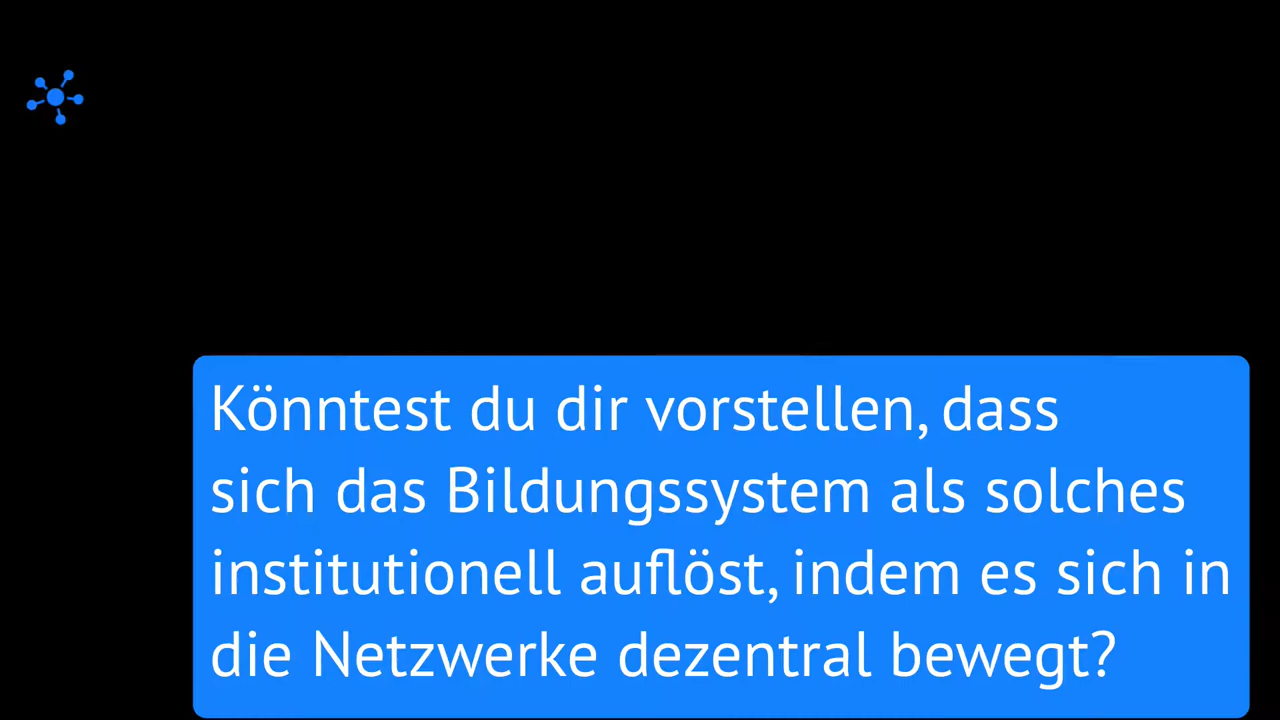 Könntest du dir vorstellen, dass
sich das Bildungssystem als solches
institutionell auflöst, indem es sich in
die Netzwerke dezentral bewegt?